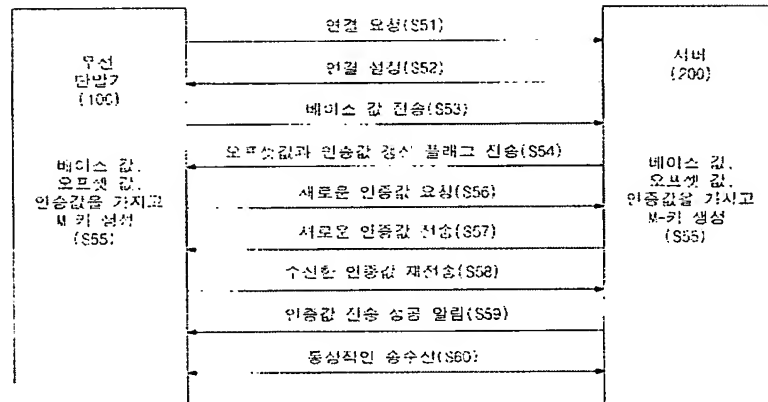 연결 요청(S51)
무선
단말기
(100)
서버
(200)
연결 설정(S52)
베이스 값 전송(S53)
오프셋값과 인증값 갱신 플래그 전송(S54)
베이스 값,
오프셋 값,
인증값을 가지고
M-키 생성
(S55)
베이스 값,
오프셋 값,
인증값을 가지고
M-키 생성
(S55)
새로운 인증값 요청(S56)
새로운 인증값 전송(S57)
수신한 인증값 재전송(S58)
인증값 전송 성공 알림(S59)
통상적인 송수신(S60)